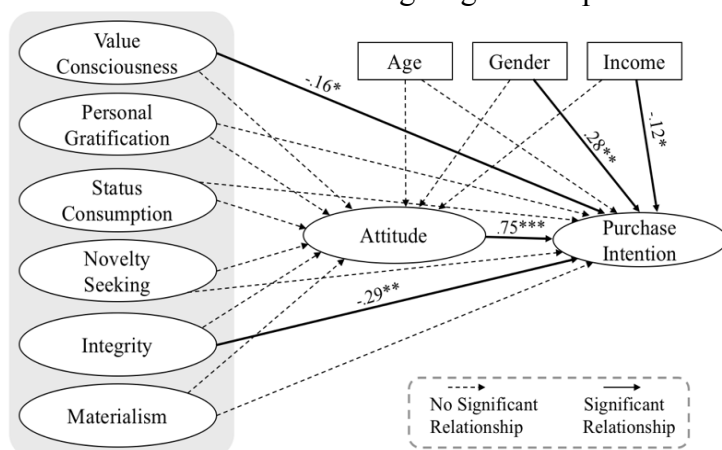 Value
Consciousness
Personal
Gratification
Status
Consumption
Novelty
Seeking
Integrity
Materialism
Age
Gender
Income
-.16*
.28**
-.12*
Attitude
.75***
Purchase
Intention
-.29**
No Significant
Relationship
Significant
Relationship